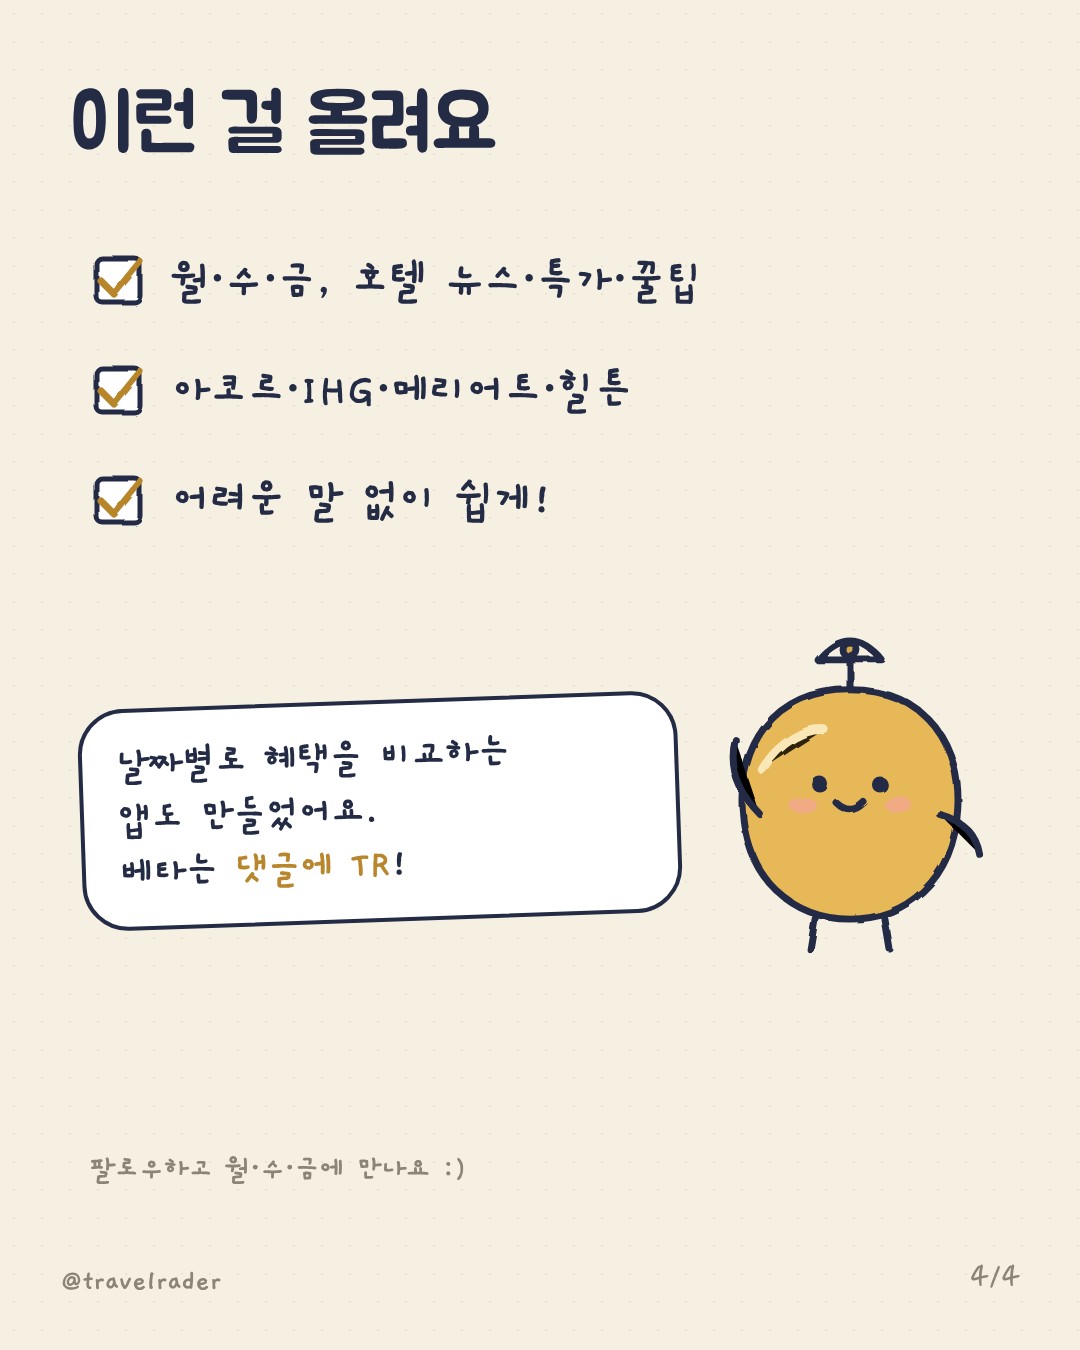 이런 걸 올려요
월·수·금, 호텔 뉴스·특가·꿀팁
아코르·IHG·메리어트·힐튼
어려운 말 없이 쉽게!
날짜별로 혜택을 비교하는
앱도 만들었어요.
베타는 댓글에 TR!
팔로우하고 월·수·금에 만나요 :)
@travelrader
4/4